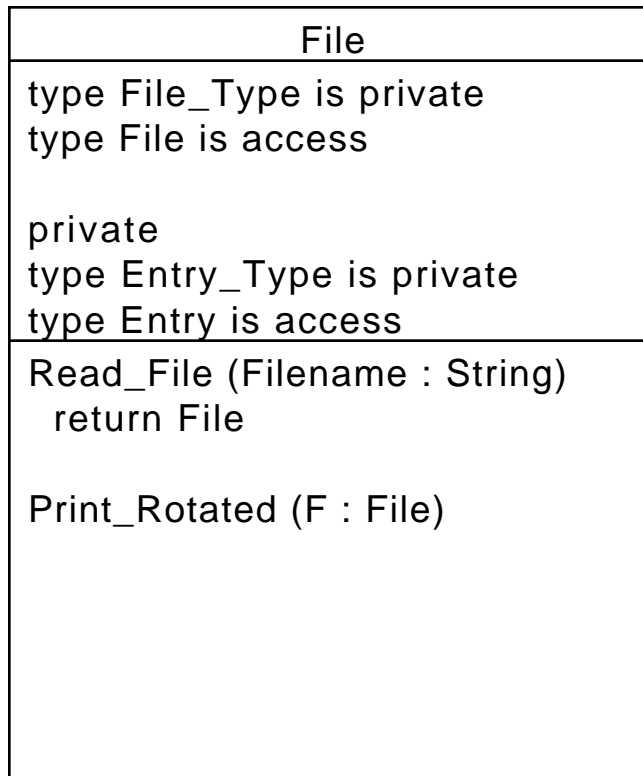 File
type File_Type is private
type File is access
private
type Entry_Type is private
type Entry is access
Read_File (Filename : String)
return File
Print_Rotated (F : File)